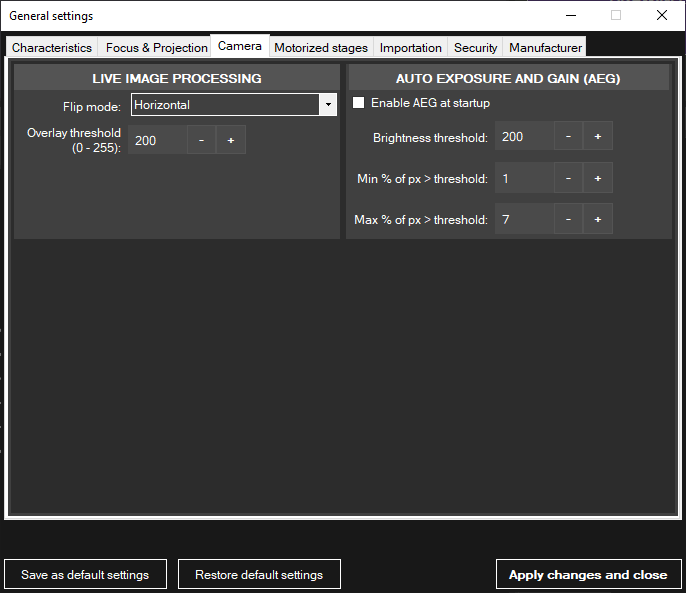 General settings
Characteristics Focus & Projection Camera Motorized stages Importation Security Manufacturer
LIVE IMAGE PROCESSING
Flip mode: Horizontal
Overlay threshold
(0 - 255): 200 - +
AUTO EXPOSURE AND GAIN (AEG)
Enable AEG at startup
Brightness threshold: 200 - +
Min % of px > threshold: 1 - +
Max % of px > threshold: 7 - +
Save as default settings Restore default settings Apply changes and close